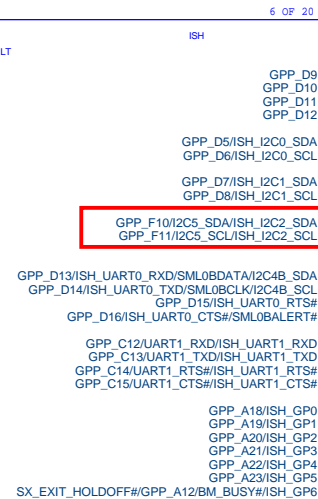 6 OF 20
ISH
LT
GPP_D9
GPP_D10
GPP_D11
GPP_D12
GPP_D5/ISH_I2C0_SDA
GPP_D6/ISH_I2C0_SCL
GPP_D7/ISH_I2C1_SDA
GPP_D8/ISH_I2C1_SCL
GPP_F10/I2C5_SDA/ISH_I2C2_SDA
GPP_F11/I2C5_SCL/ISH_I2C2_SCL
GPP_D13/ISH_UART0_RXD/SML0BDATA/I2C4B_SDA
GPP_D14/ISH_UART0_TXD/SML0BCLK/I2C4B_SCL
GPP_D15/ISH_UART0_RTS#
GPP_D16/ISH_UART0_CTS#/SML0BALERT#
GPP_C12/UART1_RXD/ISH_UART1_RXD
GPP_C13/UART1_TXD/ISH_UART1_TXD
GPP_C14/UART1_RTS#/ISH_UART1_RTS#
GPP_C15/UART1_CTS#/ISH_UART1_CTS#
GPP_A18/ISH_GP0
GPP_A19/ISH_GP1
GPP_A20/ISH_GP2
GPP_A21/ISH_GP3
GPP_A22/ISH_GP4
GPP_A23/ISH_GP5
SX_EXIT_HOLDOFF#/GPP_A12/BM_BUSY#/ISH_GP6